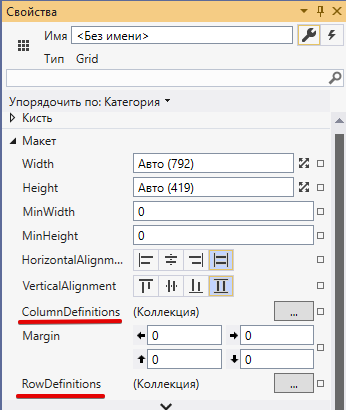 Свойства
Имя <Без имени>
Тип Grid
Упорядочить по: Категория
Кисть
Макет
Width Авто (792)
Height Авто (419)
MinWidth 0
MinHeight 0
HorizontalAlignm...
VerticalAlignment
ColumnDefinitions (Коллекция) ...
Margin 0 0
0 0
RowDefinitions (Коллекция) ...